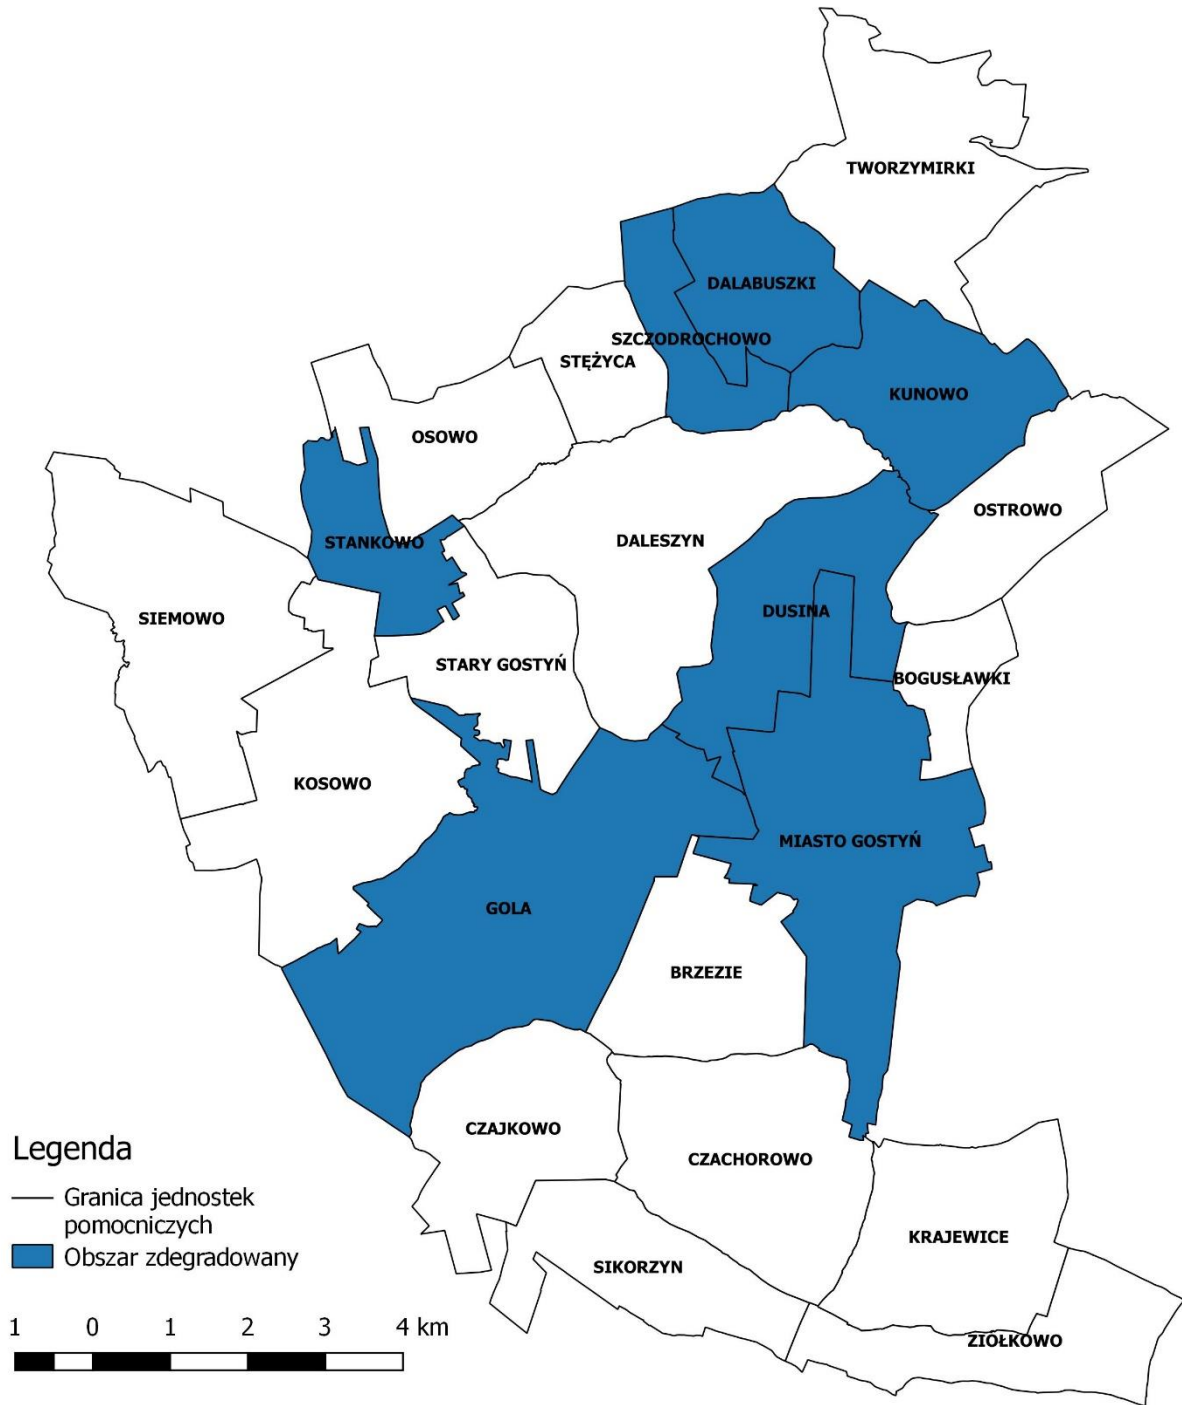 TWORZYMIRKI
DALABUSZKI
SZCZODROCHOWO
STĘŻYCA
KUNOWO
OSOWO
OSTROWO
STANKOWO
DALESZYN
DUSINA
SIEMOWO
STARY GOSTYŃ
BOGUSŁAWKI
KOSOWO
MIASTO GOSTYŃ
GOLA
BRZEZIE
CZAJKOWO
CZACHOROWO
KRAJEWICE
SIKORZYN
ZIÓŁKOWO
Legenda
Granica jednostek
pomocniczych
Obszar zdegradowany
1 0 1 2 3 4 km